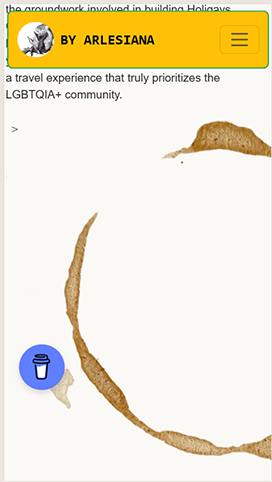 the groundwork involved in building Holigays
BY ARLESIANA
a travel experience that truly prioritizes the
LGBTQIA+ community.
>